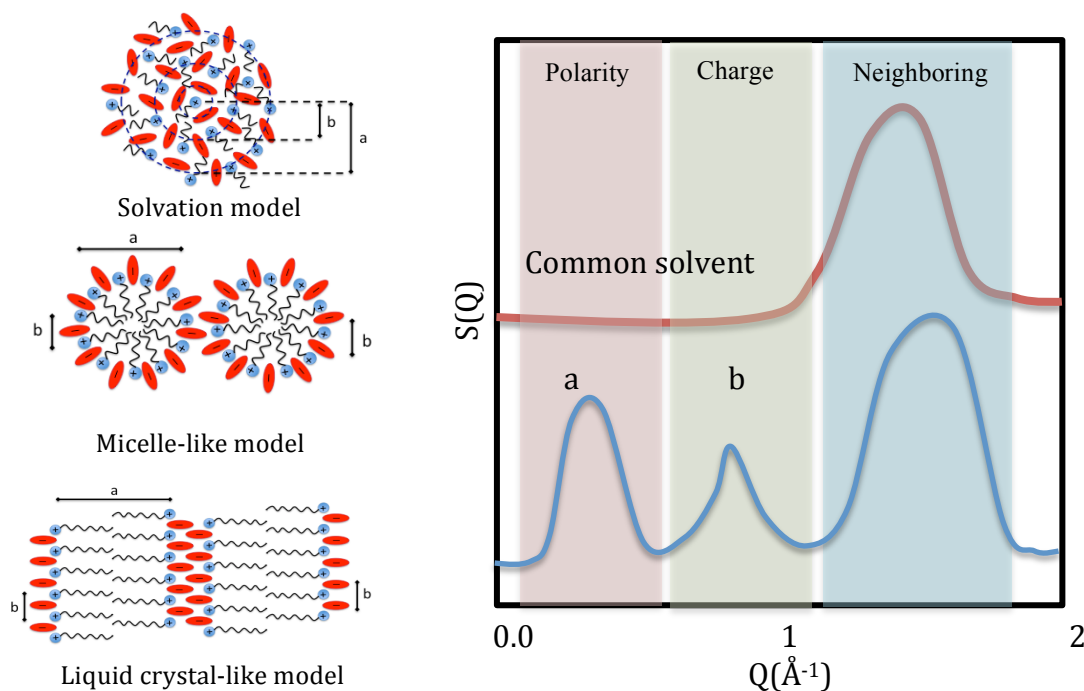 b
a
Solvation model
a
b
b
Micelle-like model
a
b
b
Liquid crystal-like model
Polarity
Charge
Neighboring
Common solvent
a
b
S(Q)
0.0
1
2
Q(Å-1)